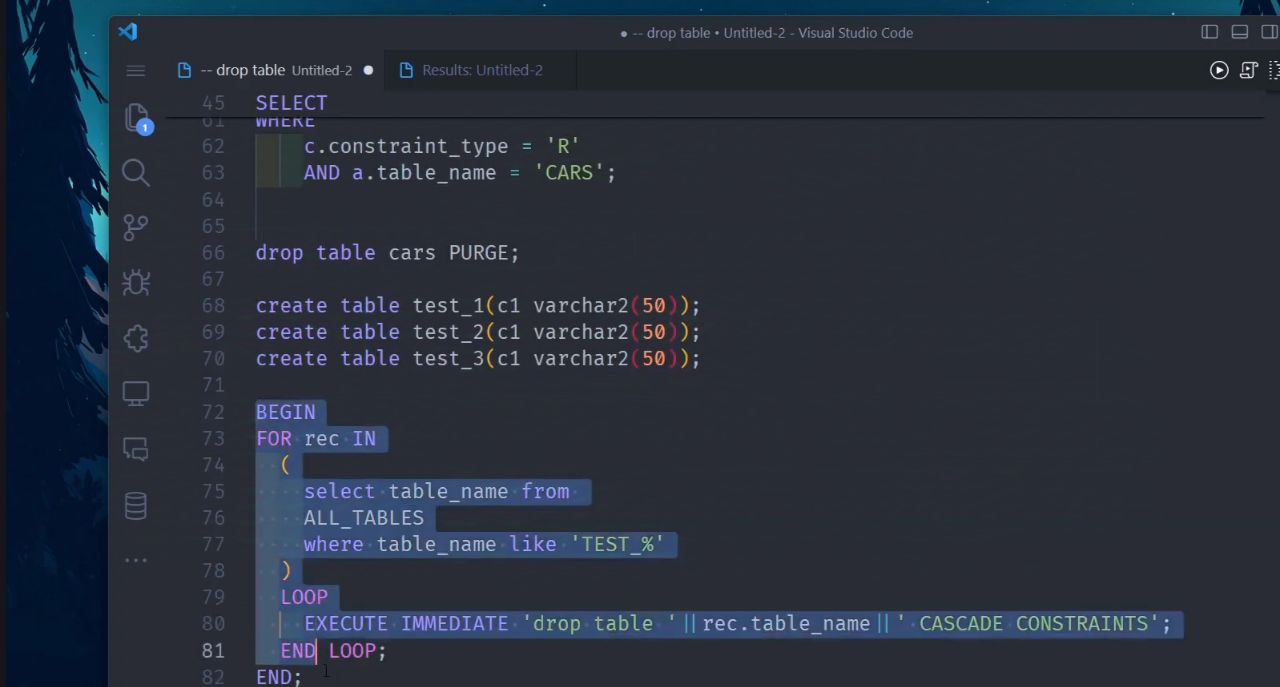 -- drop table • Untitled-2 - Visual Studio Code
-- drop table Untitled-2
Results: Untitled-2
45 SELECT
61 WHERE
62 c.constraint_type = 'R'
63 AND a.table_name = 'CARS';
64
65
66 drop table cars PURGE;
67
68 create table test_1(c1 varchar2(50));
69 create table test_2(c1 varchar2(50));
70 create table test_3(c1 varchar2(50));
71
72 BEGIN
73 FOR rec IN
74 (
75 select table_name from
76 ALL_TABLES
77 where table_name like 'TEST_%'
78 )
79 LOOP
80 EXECUTE IMMEDIATE 'drop table '||rec.table_name||' CASCADE CONSTRAINTS';
81 END LOOP;
82 END;
1